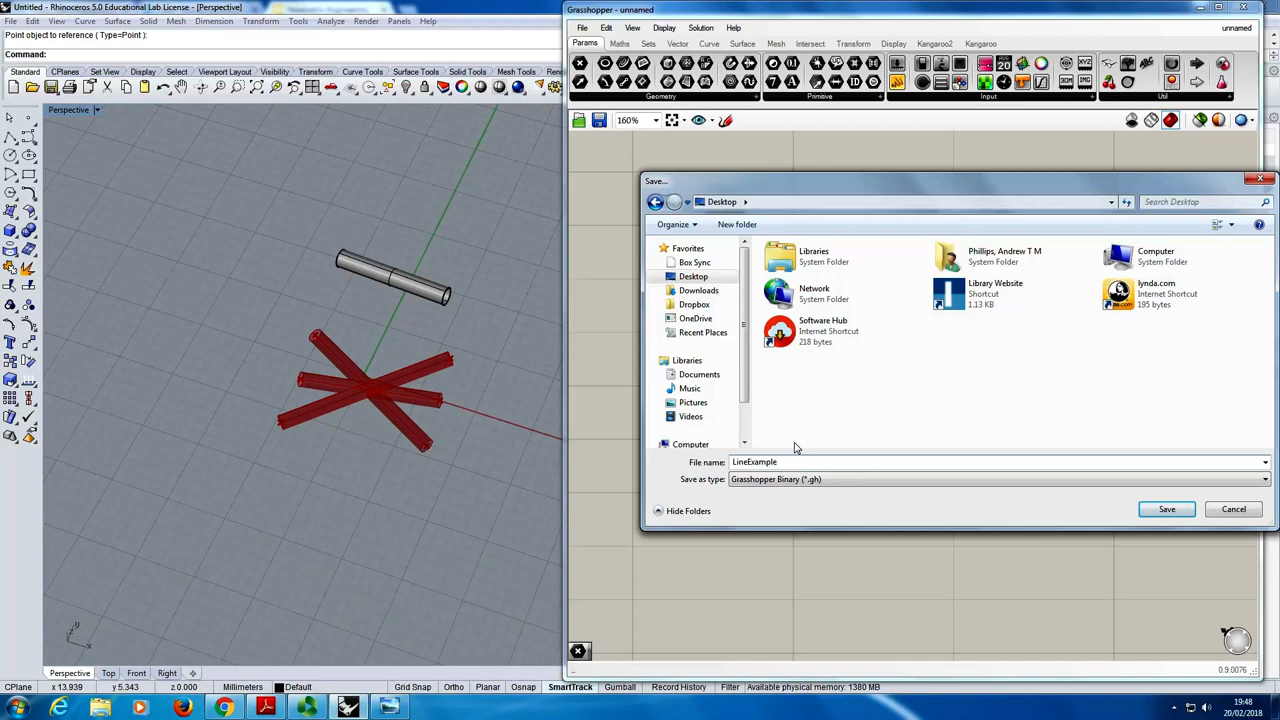 Untitled - Rhinoceros 5.0 Educational Lab License - [Perspective]
File Edit View Curve Surface Solid Mesh Dimension Transform Tools Analyze Render Panels Help
Point object to reference ( Type=Point ):
Command:
Standard CPlanes Set View Display Select Viewport Layout Visibility Transform Curve Tools Surface Tools Solid Tools Mesh Tools
Perspective
Grasshopper - unnamed
File Edit View Display Solution Help unnamed
Params Maths Sets Vector Curve Surface Mesh Intersect Transform Display Kangaroo2 Kangaroo
Geometry Primitive Input Util
160%
Save...
Desktop
Search Desktop
Organize New folder
Favorites
Box Sync
Desktop
Downloads
Dropbox
OneDrive
Recent Places
Libraries
Documents
Music
Pictures
Videos
Computer
Libraries
System Folder
Phillips, Andrew T M
System Folder
Computer
System Folder
Network
System Folder
Library Website
Shortcut
1.13 KB
lynda.com
Internet Shortcut
195 bytes
Software Hub
Internet Shortcut
218 bytes
File name: LineExample
Save as type: Grasshopper Binary (*.gh)
Hide Folders
Save Cancel
0.9.0076
z y x
Perspective Top Front Right
CPlane x 13.939 y 5.343 z 0.000 Millimeters Default Grid Snap Ortho Planar Osnap SmartTrack Gumball Record History Filter Available physical memory: 1380 MB
19:48
20/02/2018